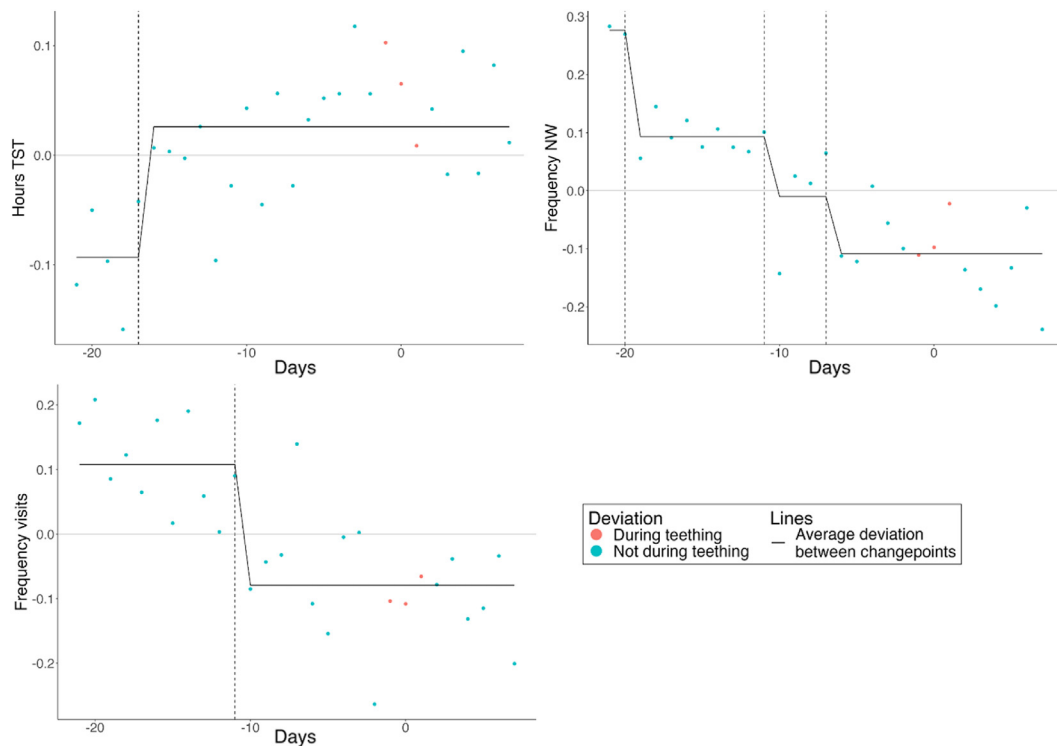 0.1
0.0
-0.1
Hours TST
-20
-10
0
Days
0.3
0.2
0.1
0.0
-0.1
-0.2
Frequency NW
-20
-10
0
Days
0.2
0.1
0.0
-0.1
-0.2
Frequency visits
-20
-10
0
Days
Deviation
During teething
Not during teething
Lines
Average deviation
between changepoints